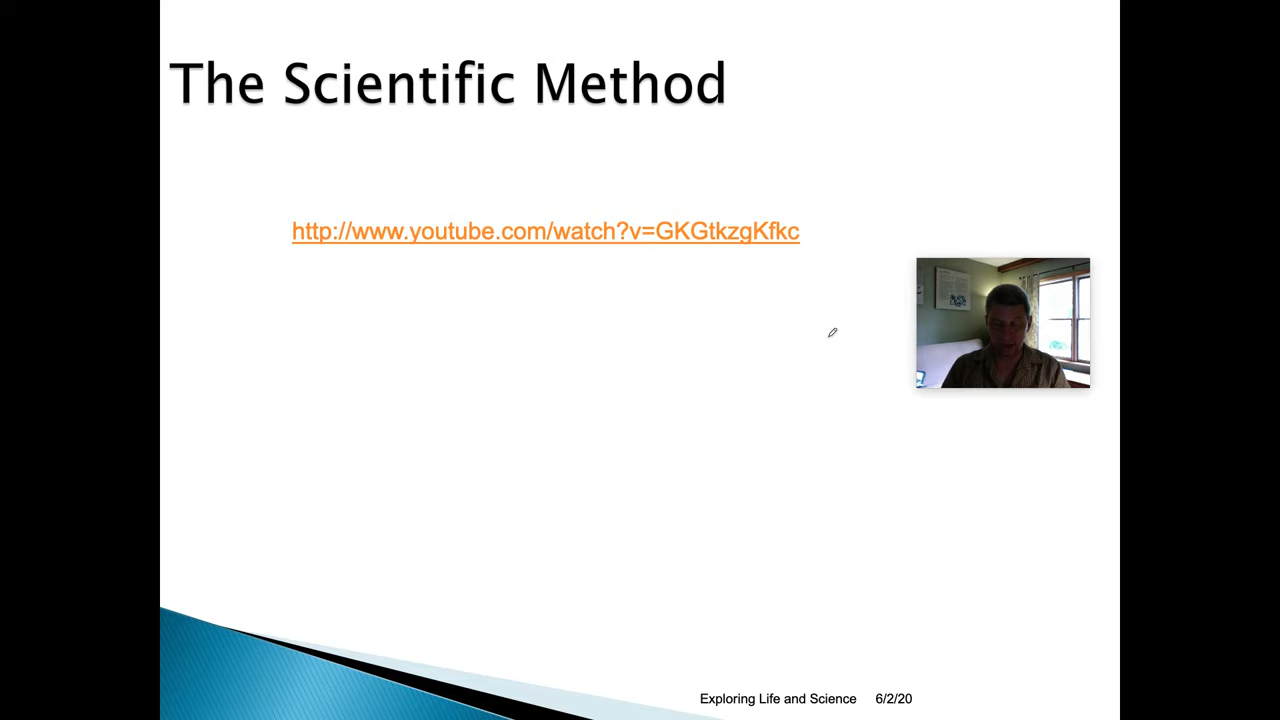 The Scientific Method
http://www.youtube.com/watch?v=GKGtkzgKfkc
Exploring Life and Science 6/2/20